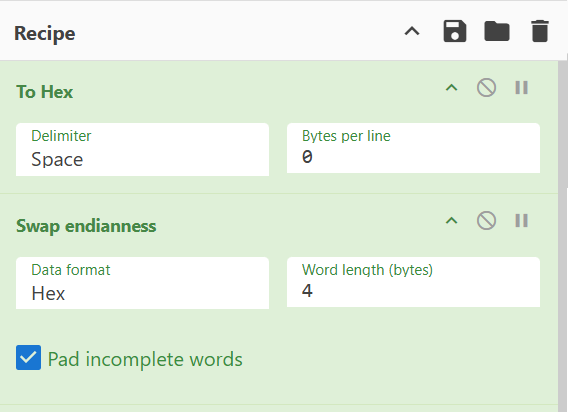 Recipe
To Hex
Delimiter
Bytes per line
Space
0
Swap endianness
Data format
Word length (bytes)
Hex
4
Pad incomplete words